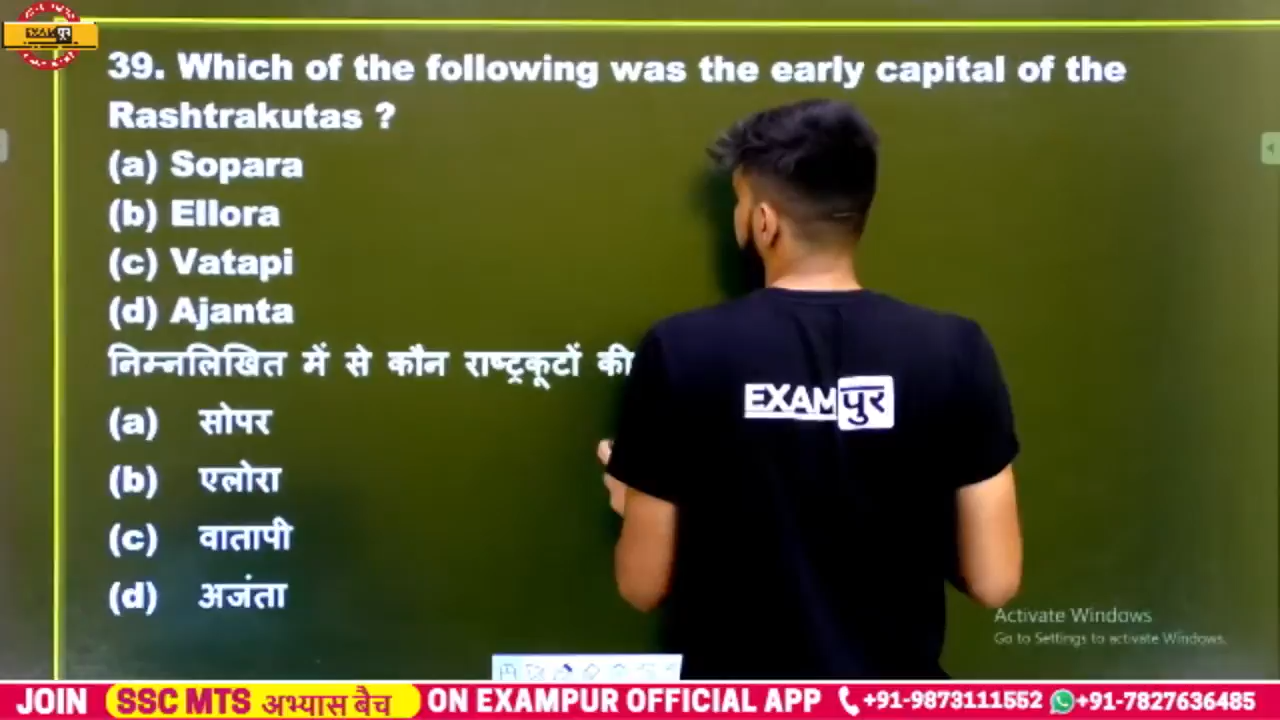 EXAMपुर
39. Which of the following was the early capital of the
Rashtrakutas ?
(a) Sopara
(b) Ellora
(c) Vatapi
(d) Ajanta
निम्नलिखित में से कौन राष्ट्रकूटों की
(a) सोपर
(b) एलोरा
(c) वातापी
(d) अजंता
EXAMपुर
Activate Windows
Go to Settings to activate Windows.
JOIN SSC MTS अभ्यास बैच ON EXAMPUR OFFICIAL APP +91-9873111552 +91-7827636485